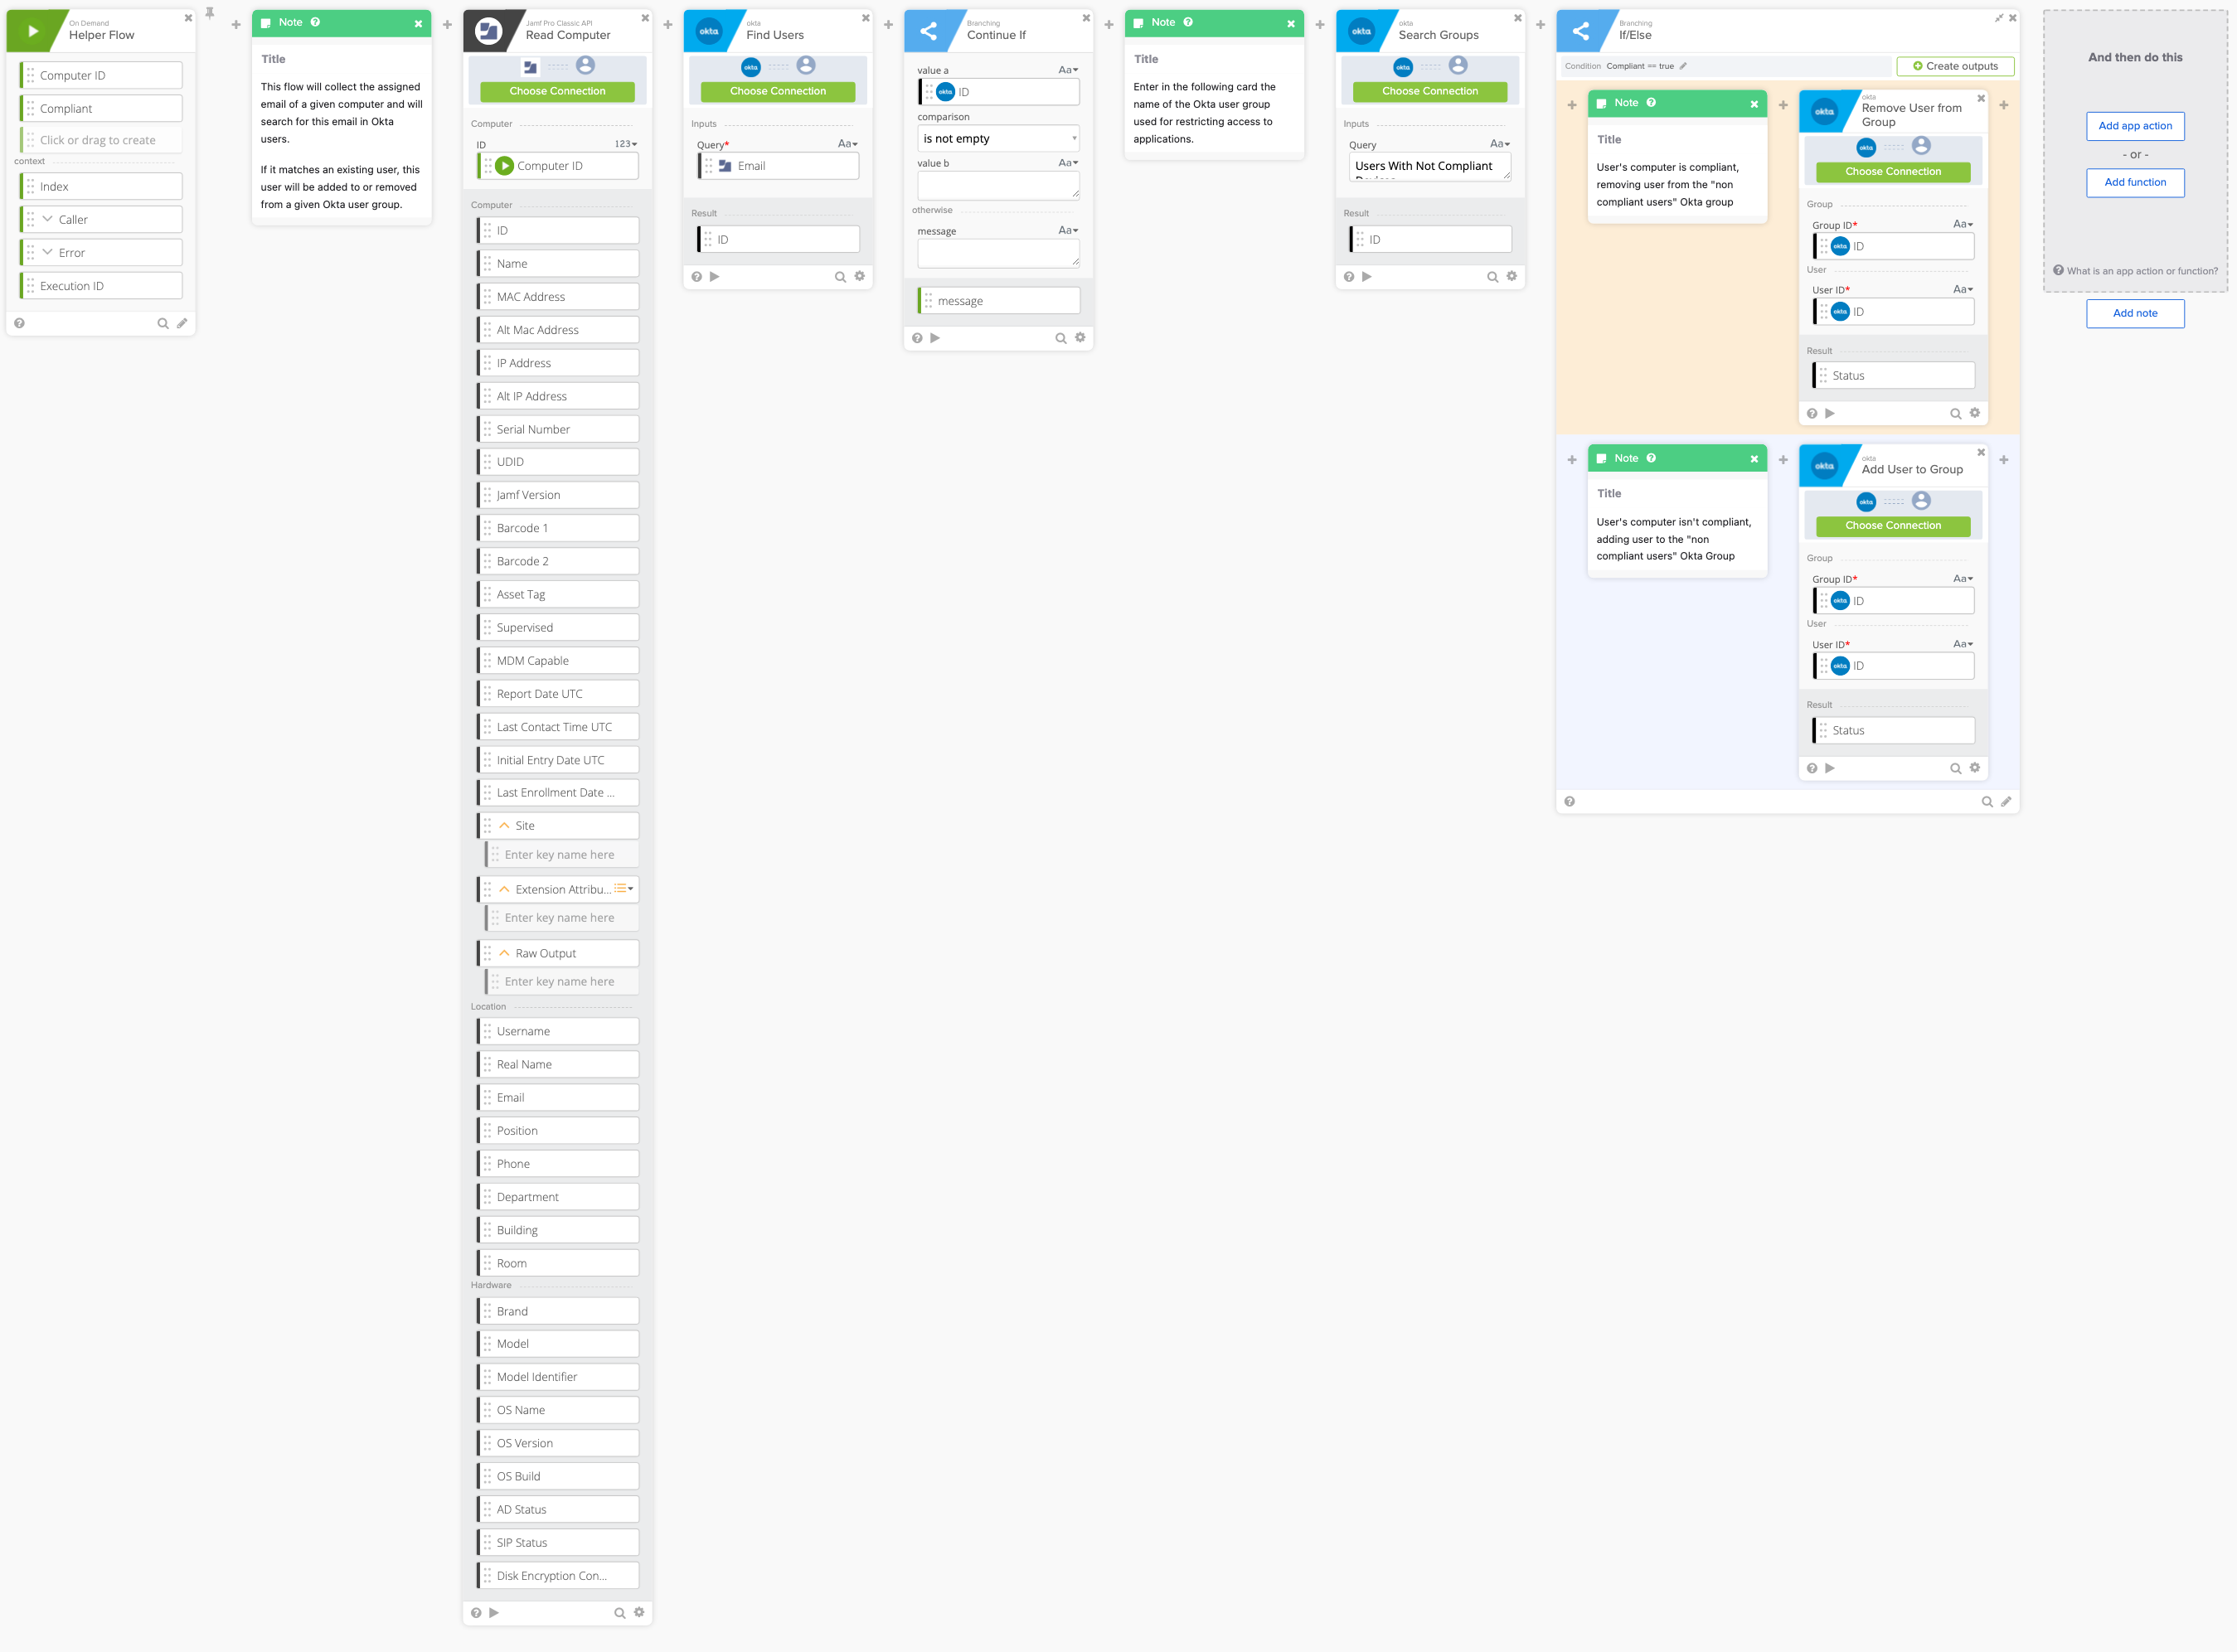 On Demand
Helper Flow
Computer ID
Compliant
Click or drag to create
context
Index
Caller
Error
Execution ID
Note
Title
This flow will collect the assigned
email of a given computer and will
search for this email in Okta
users.
If it matches an existing user, this
user will be added to or removed
from a given Okta user group.
Jamf Pro Classic API
Read Computer
Choose Connection
Computer
ID
123
Computer ID
Computer
ID
Name
MAC Address
Alt Mac Address
IP Address
Alt IP Address
Serial Number
UDID
Jamf Version
Barcode 1
Barcode 2
Asset Tag
Supervised
MDM Capable
Report Date UTC
Last Contact Time UTC
Initial Entry Date UTC
Last Enrollment Date ...
Site
Enter key name here
Extension Attribu...
Enter key name here
Raw Output
Enter key name here
Location
Username
Real Name
Email
Position
Phone
Department
Building
Room
Hardware
Brand
Model
Model Identifier
OS Name
OS Version
OS Build
AD Status
SIP Status
Disk Encryption Con...
okta
okta
Find Users
okta
Choose Connection
Inputs
Query*
Aa
Email
Result
ID
Branching
Continue If
value a
Aa
okta
ID
comparison
is not empty
value b
Aa
otherwise
message
Aa
message
Note
Title
Enter in the following card the
name of the Okta user group
used for restricting access to
applications.
okta
okta
Search Groups
okta
Choose Connection
Inputs
Query
Aa
Users With Not Compliant
Result
ID
Branching
If/Else
Condition Compliant == true
Create outputs
Note
Title
User's computer is compliant,
removing user from the "non
compliant users" Okta group
okta
okta
Remove User from
Group
okta
Choose Connection
Group
Group ID*
Aa
okta
ID
User
User ID*
Aa
okta
ID
Result
Status
Note
Title
User's computer isn't compliant,
adding user to the "non
compliant users" Okta Group
okta
okta
Add User to Group
okta
Choose Connection
Group
Group ID*
Aa
okta
ID
User
User ID*
Aa
okta
ID
Result
Status
And then do this
Add app action
- or -
Add function
What is an app action or function?
Add note